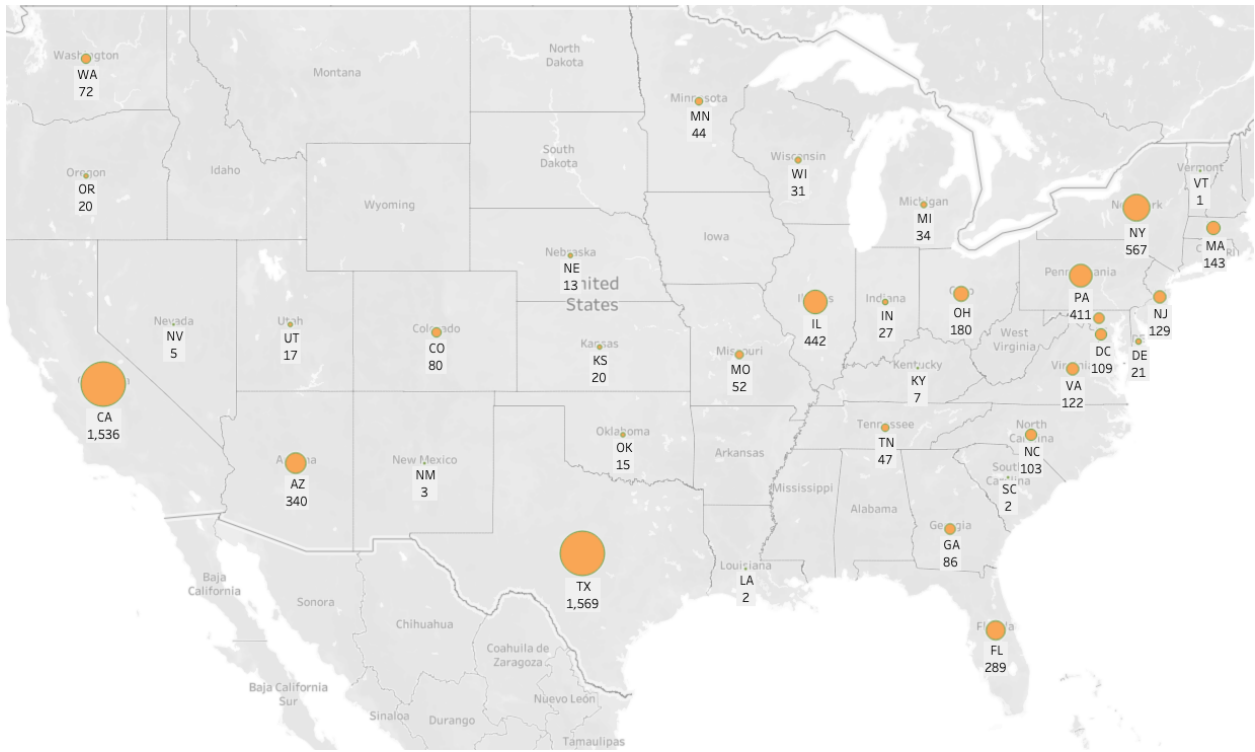 Washington
WA
72
Montana
North
Dakota
Minnesota
MN
44
Oregon
OR
20
Idaho
South
Dakota
Wisconsin
WI
31
Vermont
VT
1
Wyoming
Michigan
MI
34
New York
NY
567
MA
143
RI
Iowa
Nebraska
NE
13
United
States
Nevada
NV
5
Utah
UT
17
Colorado
CO
80
Kansas
KS
20
Missouri
MO
52
Illinois
IL
442
Indiana
IN
27
Ohio
OH
180
Pennsylvania
PA
411
NJ
129
West
Virginia
DC
109
DE
21
Virginia
VA
122
Kentucky
KY
7
California
CA
1,536
Arizona
AZ
340
New Mexico
NM
3
Oklahoma
OK
15
Arkansas
Tennessee
TN
47
North
Carolina
NC
103
South
Carolina
SC
2
Mississippi
Alabama
Georgia
GA
86
TX
1,569
Louisiana
LA
2
Florida
FL
289
Baja
California
Sonora
Chihuahua
Coahuila de
Zaragoza
Nuevo León
Baja California
Sur
Sinaloa
Durango
Tamaulipas